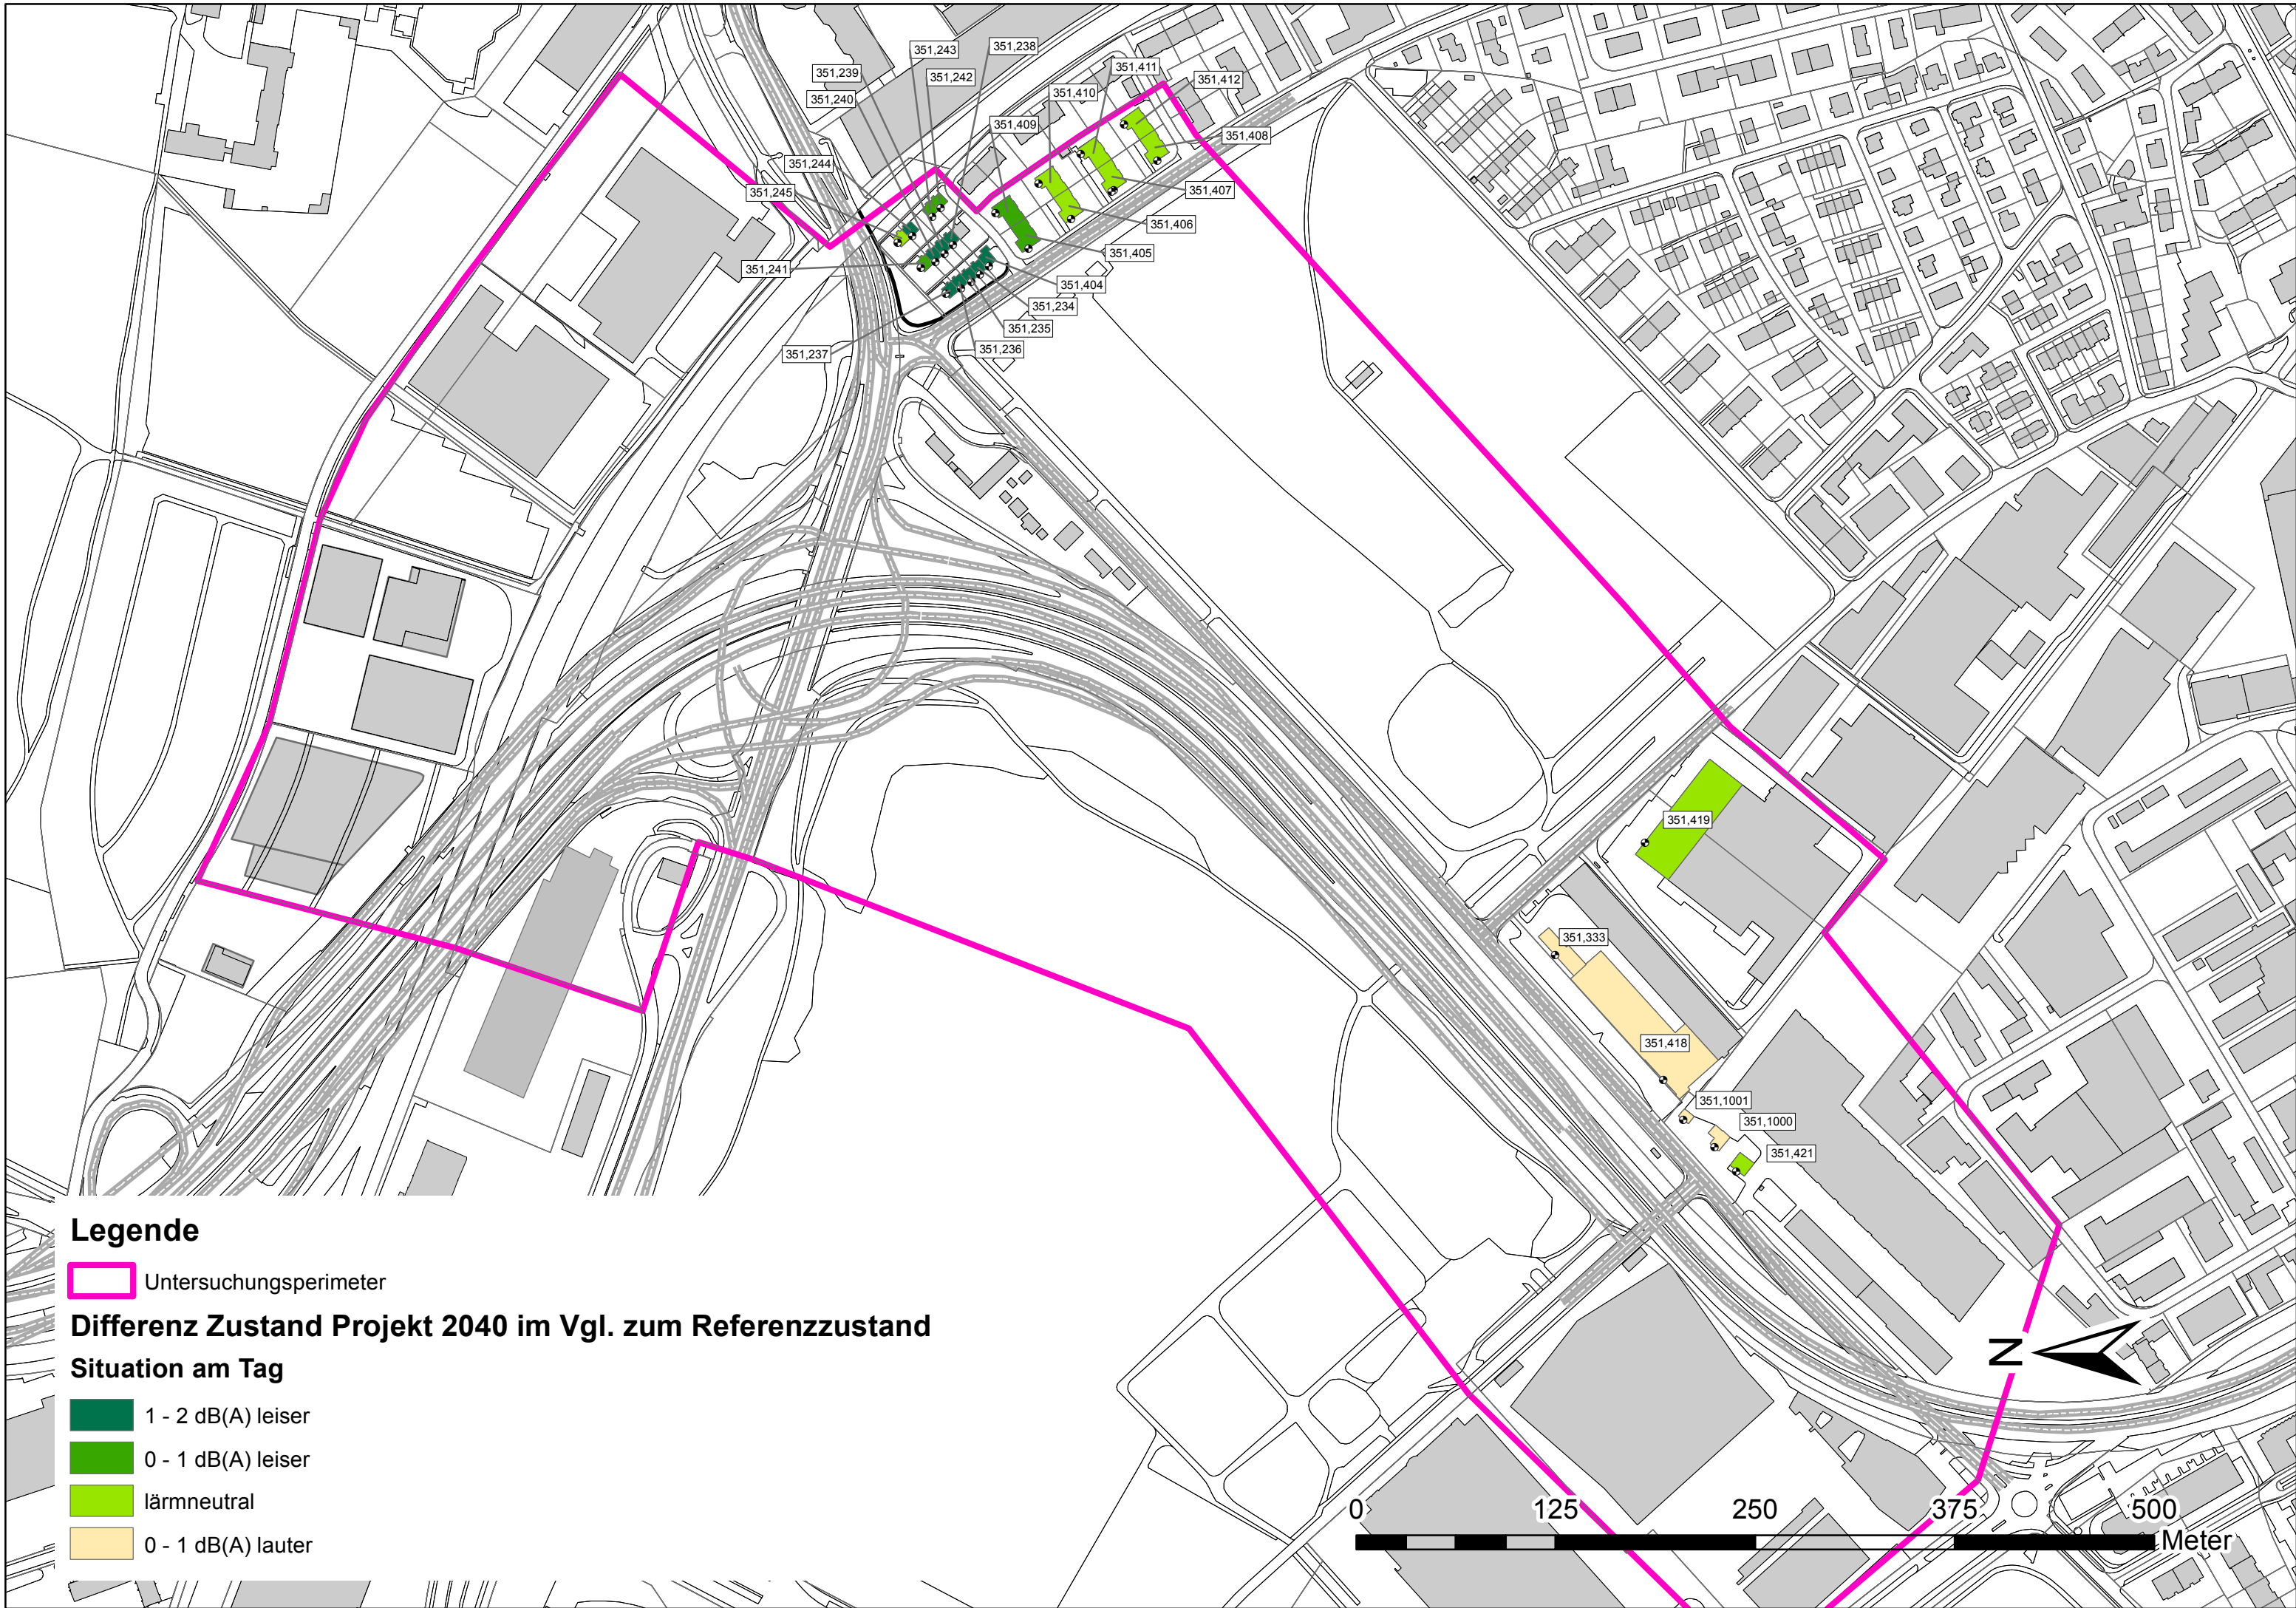 351,243
351,238
351,239
351,242
351,240
351,411
351,412
351,410
351,409
351,408
351,244
351,245
351,407
351,406
351,405
351,241
351,404
351,234
351,235
351,236
351,237
351,419
351,333
351,418
351,1001
351,1000
351,421
Legende
Untersuchungsperimeter
Differenz Zustand Projekt 2040 im Vgl. zum Referenzzustand
Situation am Tag
1 - 2 dB(A) leiser
0 - 1 dB(A) leiser
lärmneutral
0 - 1 dB(A) lauter
N
0 125 250 375 500
Meter